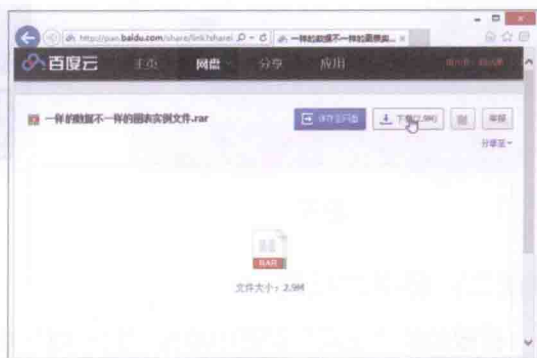 http://pan.baidu.com/share/link?sharei
一样的数据不一样的图表实...
百度云 主页 网盘 分享 应用
一样的数据不一样的图表实例文件.rar
保存至网盘 下载(2.9M) 举报
分享至
RAR
文件大小：2.9M